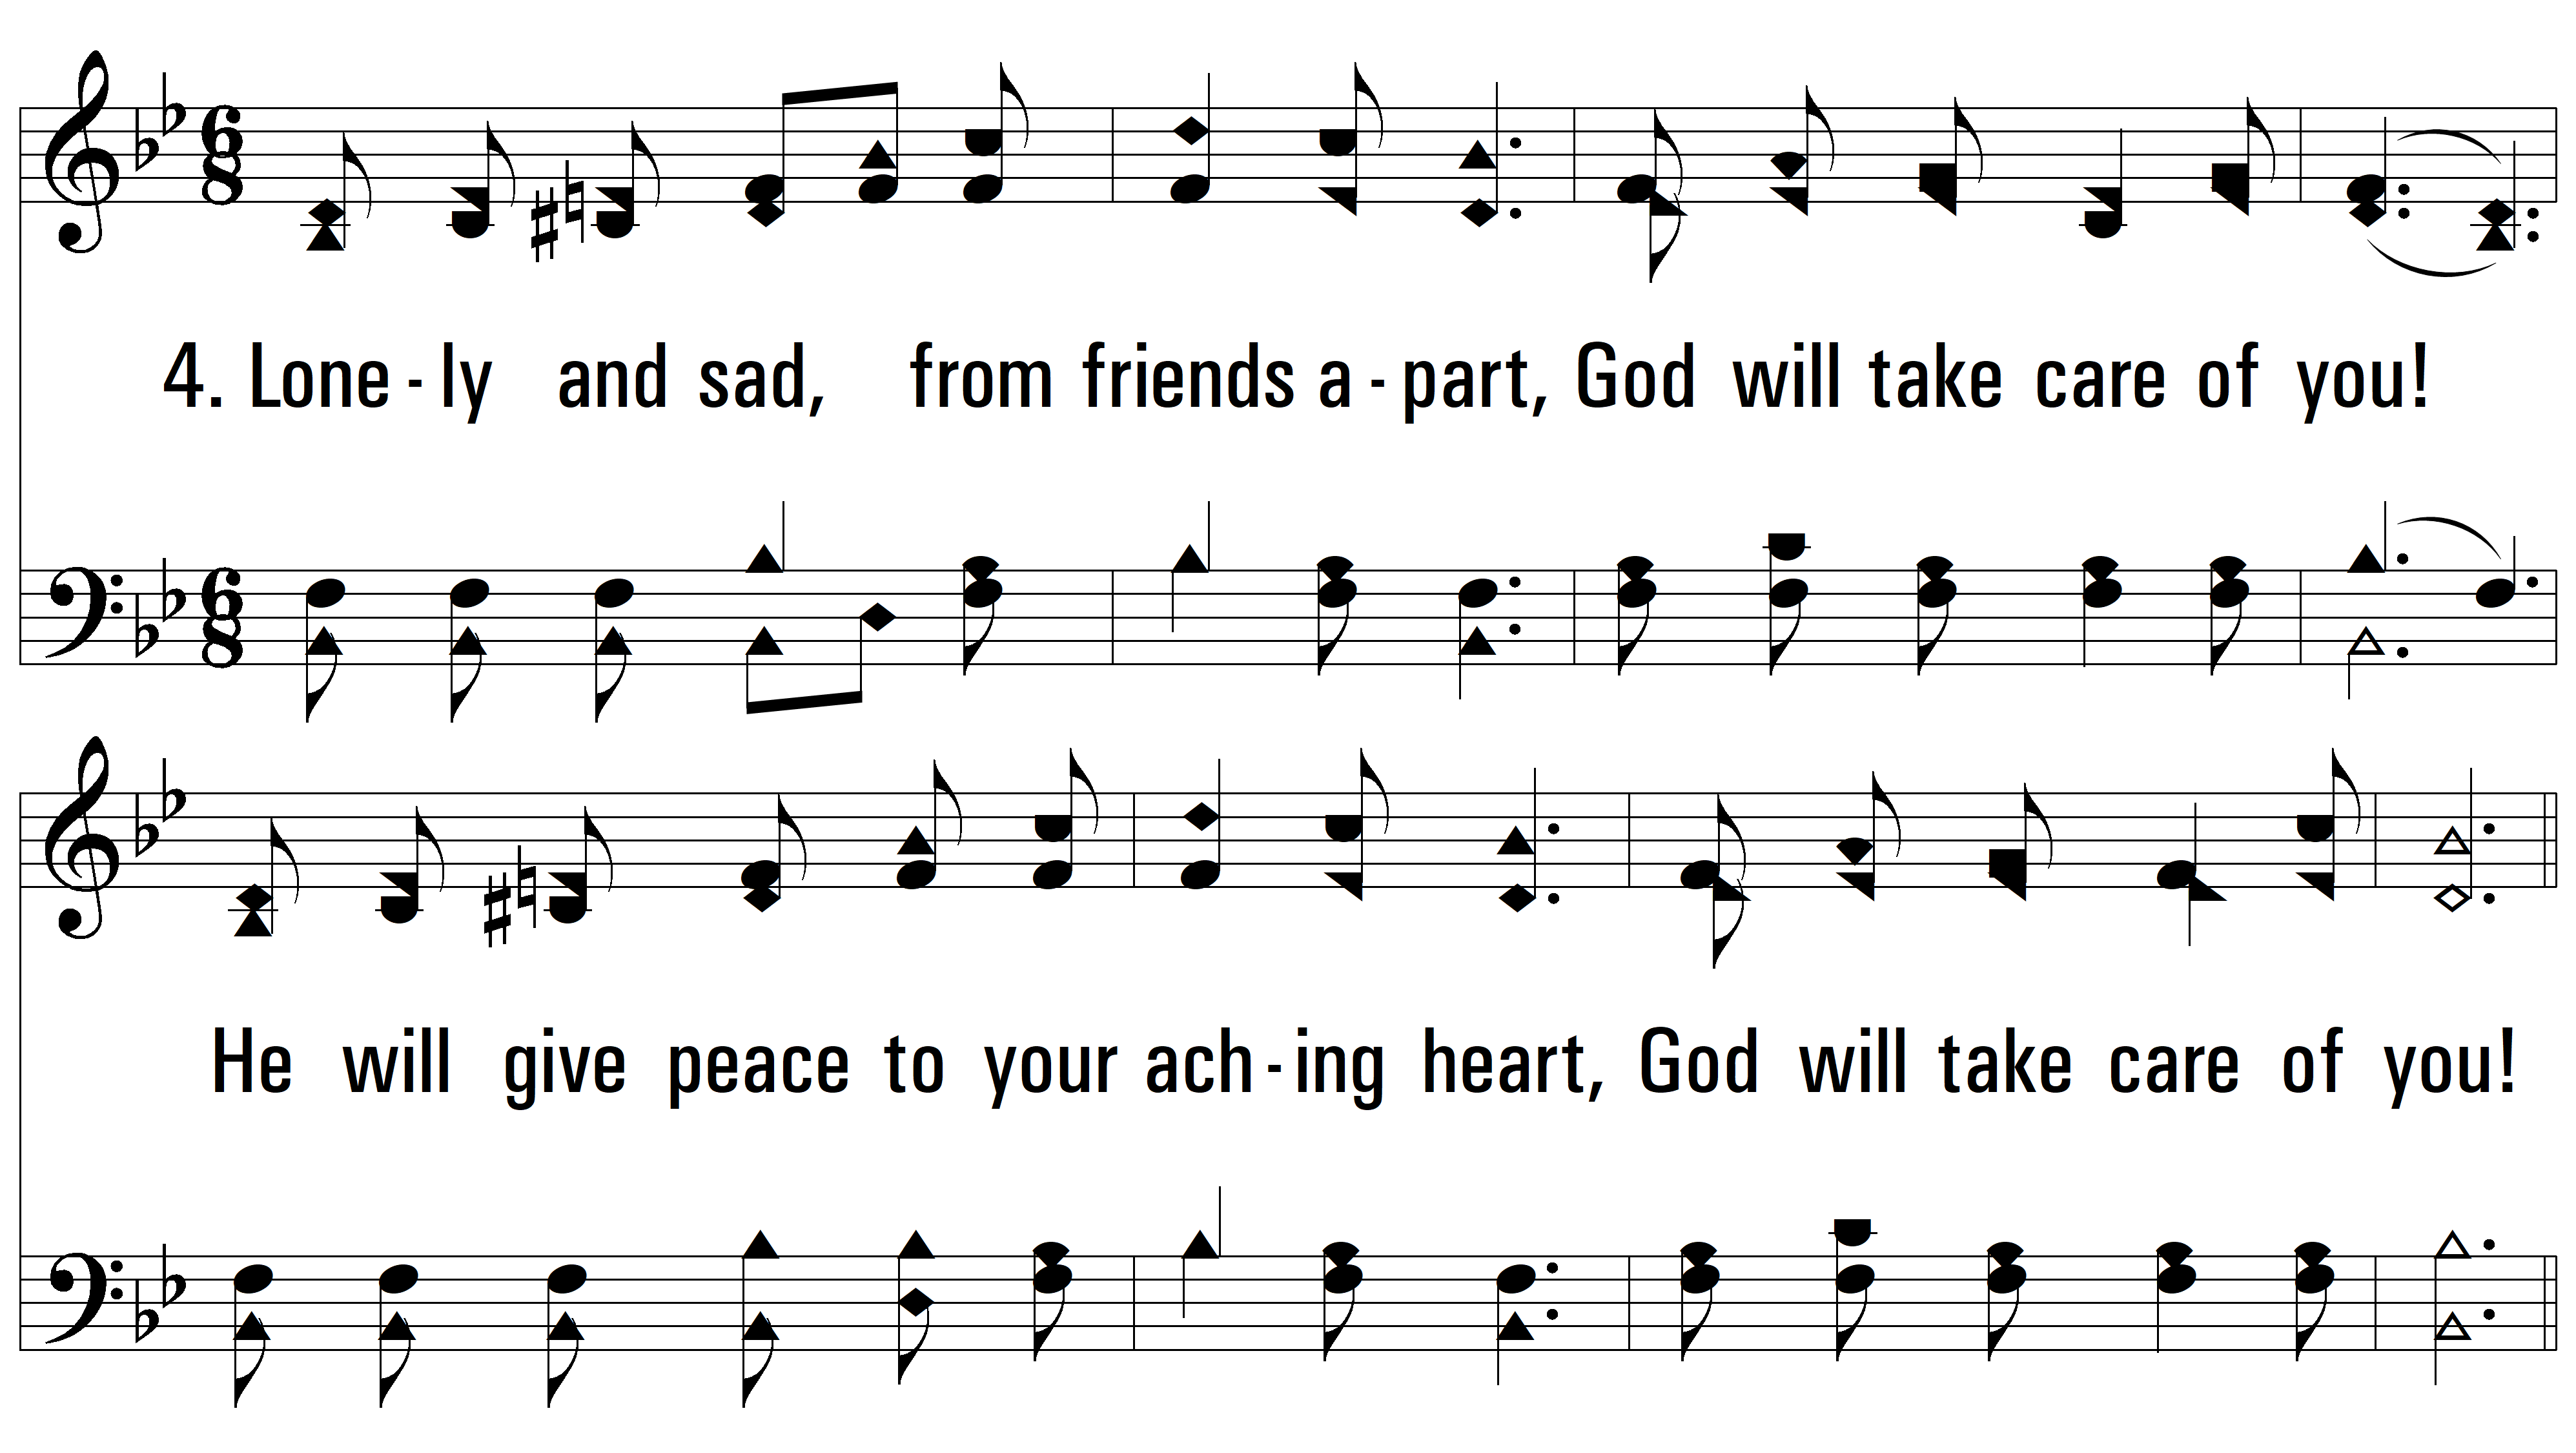 4. Lone - ly and sad, from friends a - part, God will take care of you!
He will give peace to your ach - ing heart, God will take care of you!